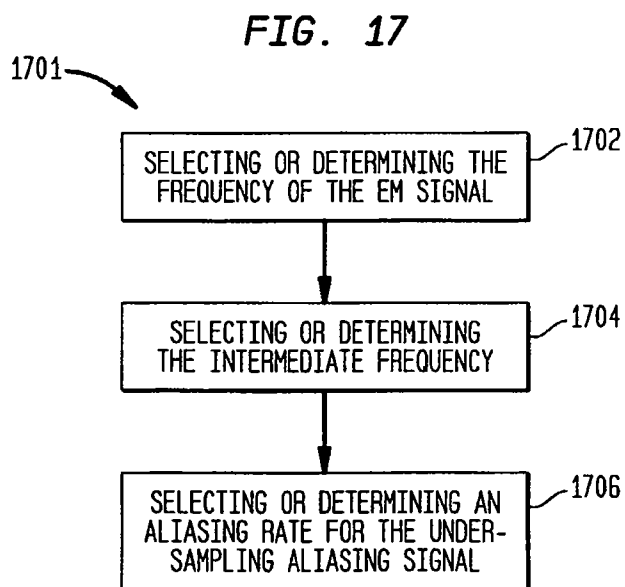 FIG. 17
1701
1702
SELECTING OR DETERMINING THE
FREQUENCY OF THE EM SIGNAL
1704
SELECTING OR DETERMINING
THE INTERMEDIATE FREQUENCY
1706
SELECTING OR DETERMINING AN
ALIASING RATE FOR THE UNDER-
SAMPLING ALIASING SIGNAL